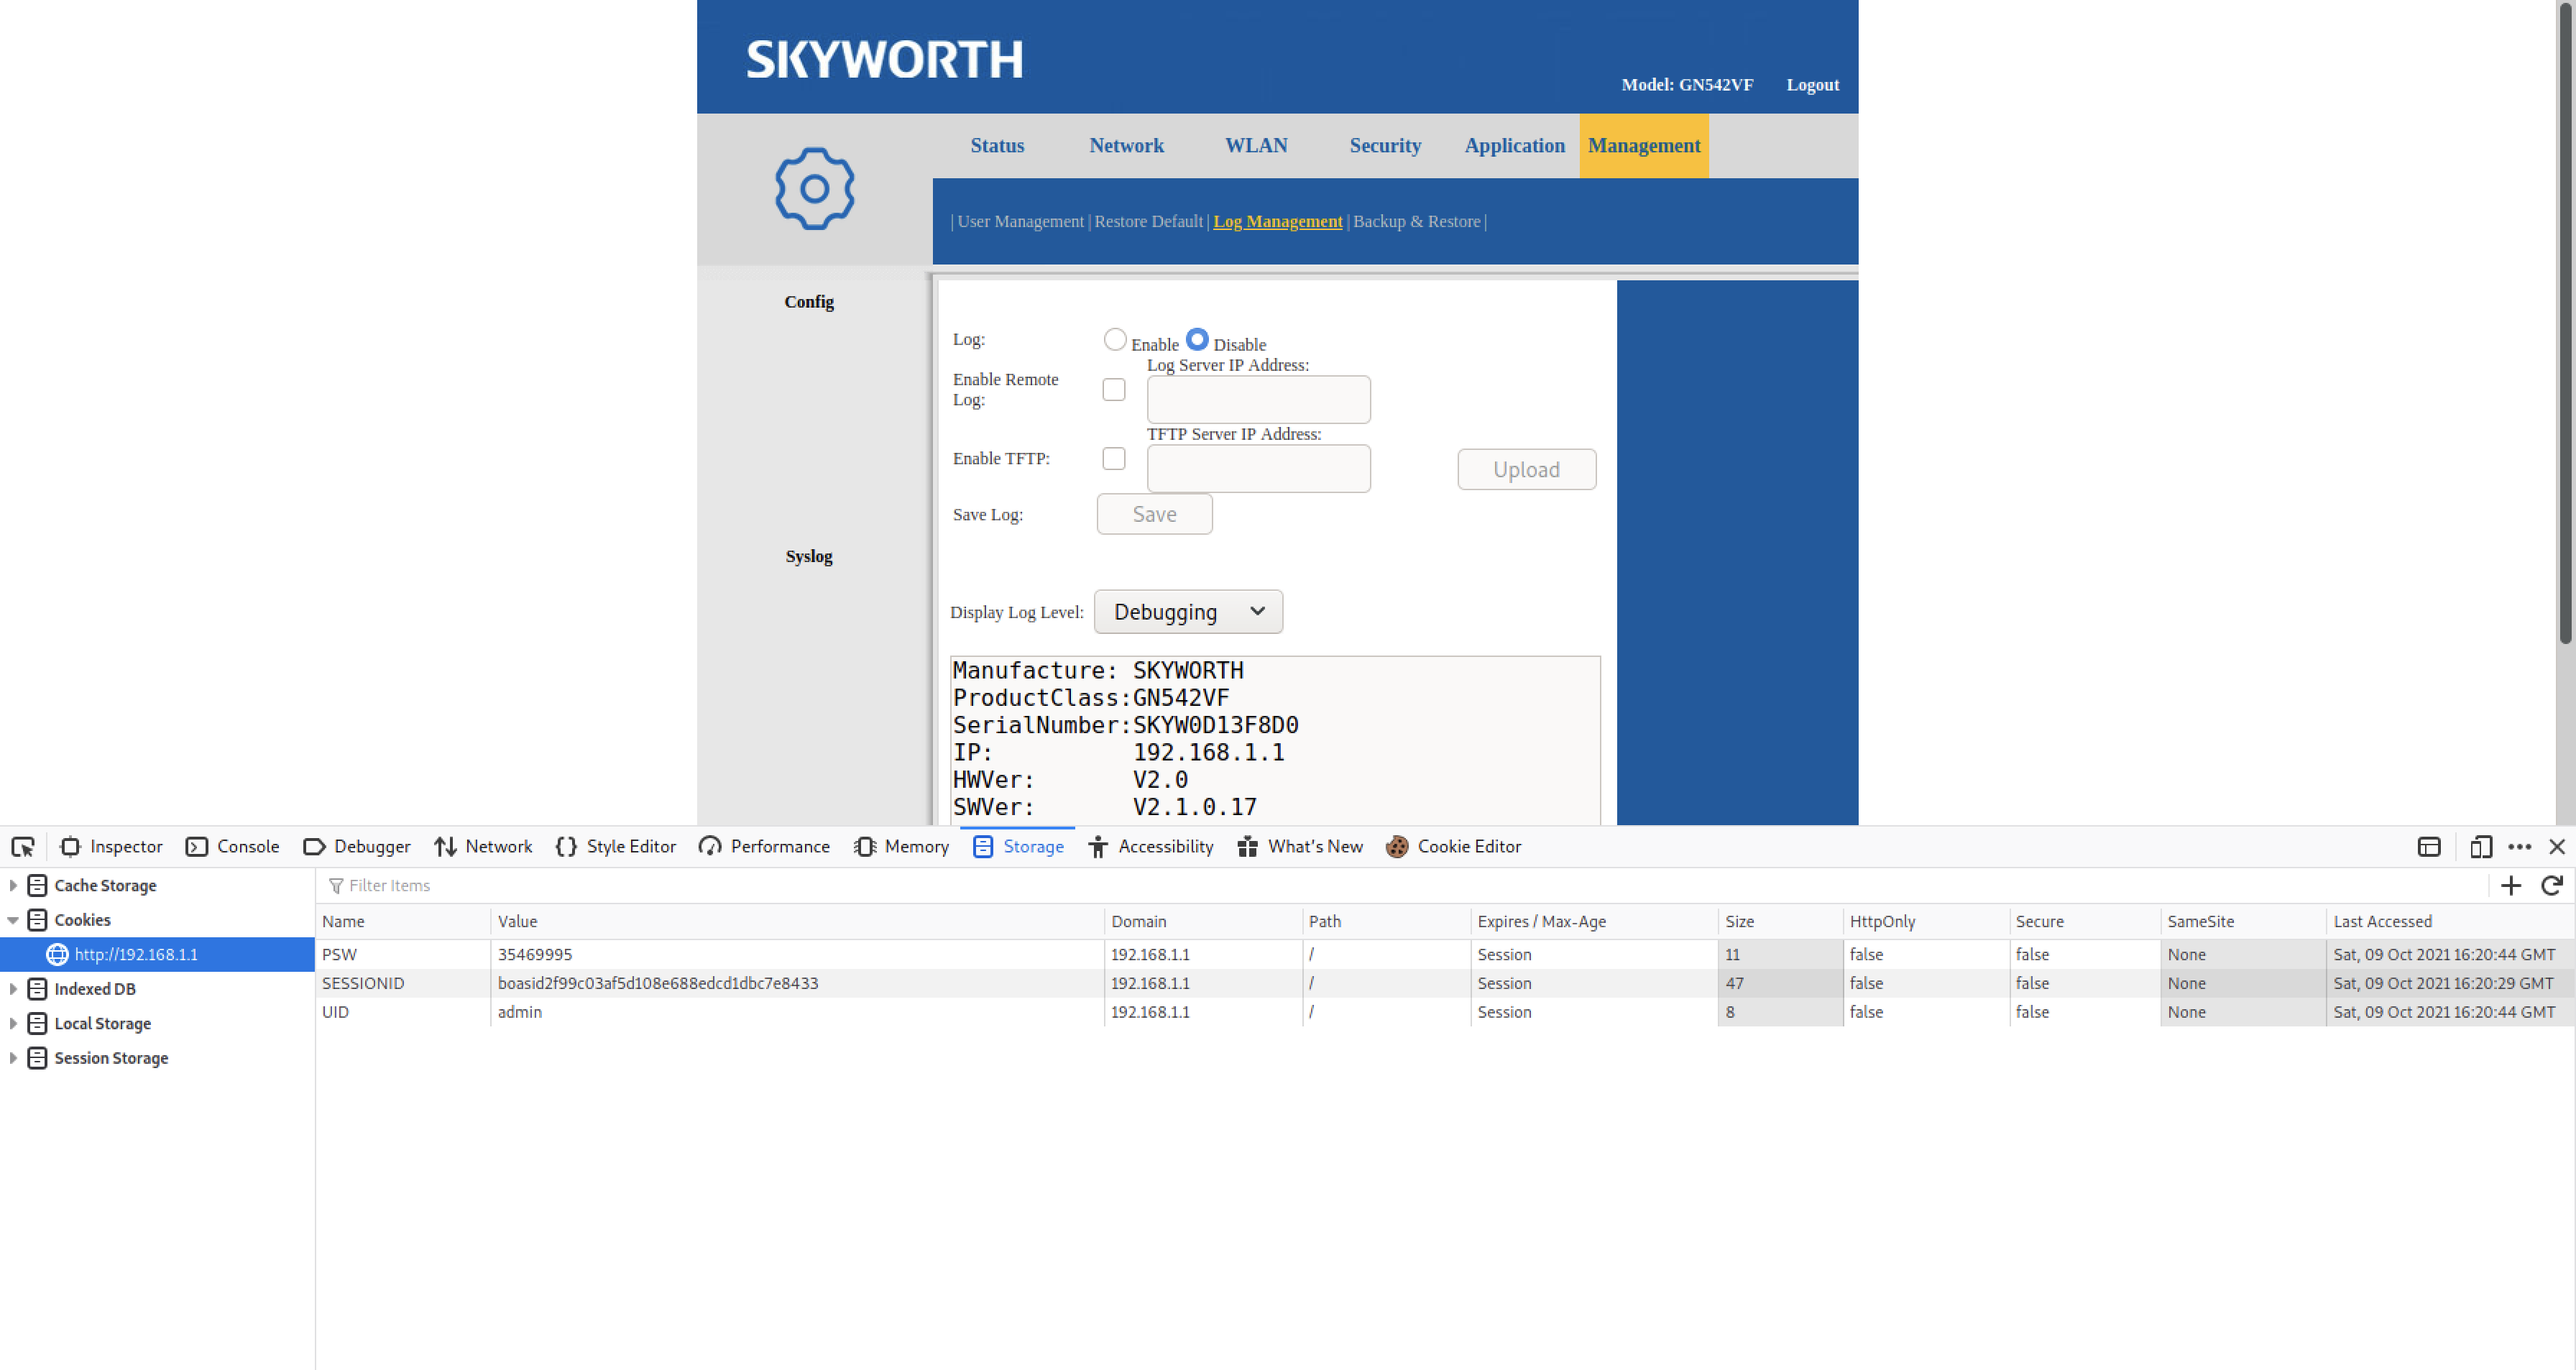 SKYWORTH
Model: GN542VF Logout
Status Network WLAN Security Application Management
| User Management | Restore Default | Log Management | Backup & Restore |
Config
Log: Enable Disable
Log Server IP Address:
Enable Remote
Log:
TFTP Server IP Address:
Enable TFTP:
Upload
Save Log: Save
Syslog
Display Log Level: Debugging
Manufacture: SKYWORTH
ProductClass:GN542VF
SerialNumber:SKYW0D13F8D0
IP: 192.168.1.1
HWVer: V2.0
SWVer: V2.1.0.17
Inspector Console Debugger Network Style Editor Performance Memory Storage Accessibility What's New Cookie Editor
Cache Storage
Cookies
http://192.168.1.1
Indexed DB
Local Storage
Session Storage
Filter Items
Name Value Domain Path Expires / Max-Age Size HttpOnly Secure SameSite Last Accessed
PSW 35469995 192.168.1.1 / Session 11 false false None Sat, 09 Oct 2021 16:20:44 GMT
SESSIONID boasid2f99c03af5d108e688edcd1dbc7e8433 192.168.1.1 / Session 47 false false None Sat, 09 Oct 2021 16:20:29 GMT
UID admin 192.168.1.1 / Session 8 false false None Sat, 09 Oct 2021 16:20:44 GMT